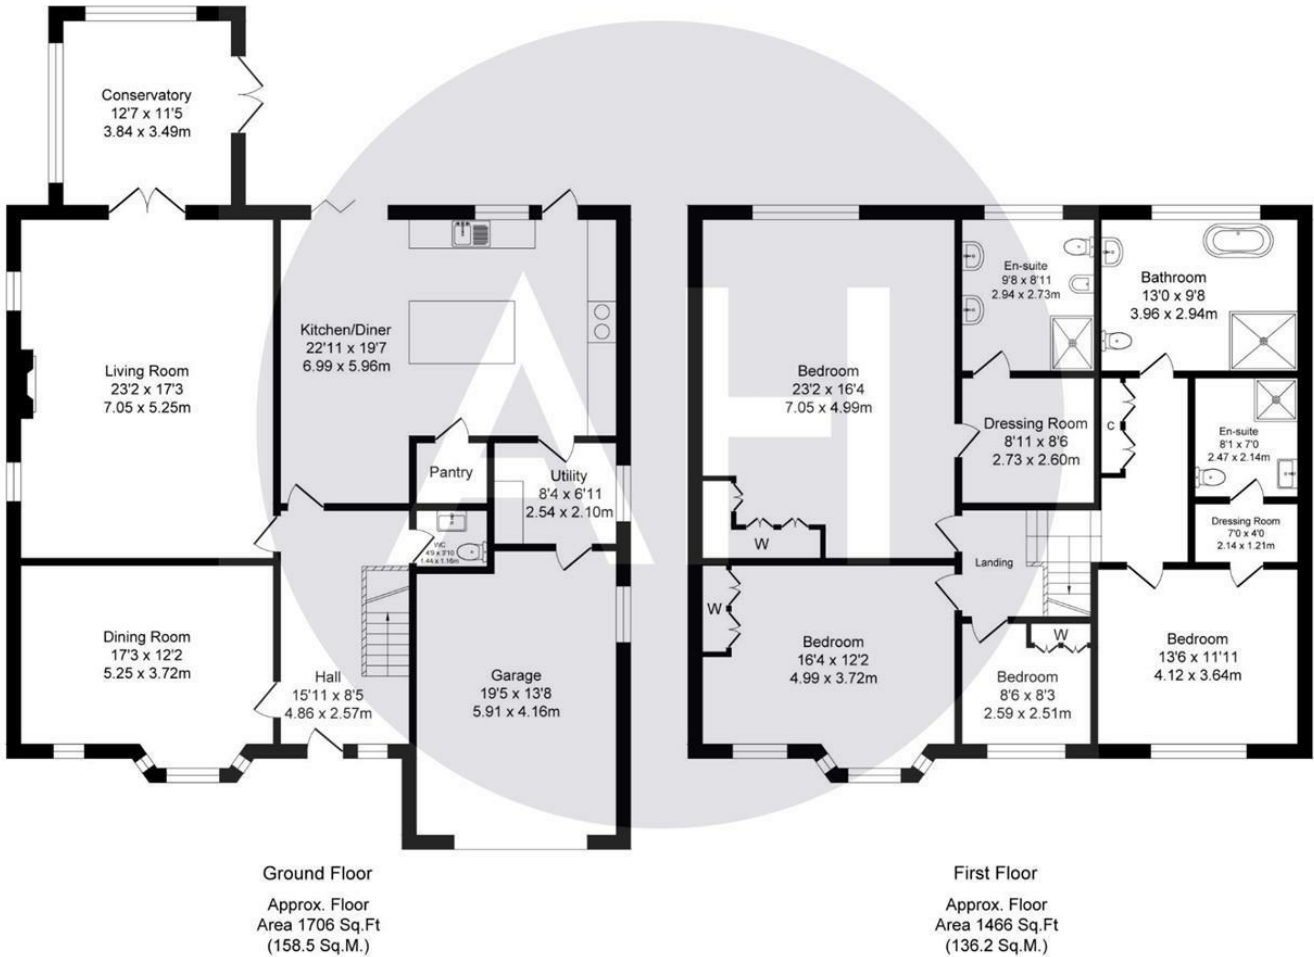 Conservatory
12'7 x 11'5
3.84 x 3.49m
Living Room
23'2 x 17'3
7.05 x 5.25m
Kitchen/Diner
22'11 x 19'7
6.99 x 5.96m
Pantry
Utility
8'4 x 6'11
2.54 x 2.10m
WC
4'9 x 3'10
1.44 x 1.16m
Dining Room
17'3 x 12'2
5.25 x 3.72m
Hall
15'11 x 8'5
4.86 x 2.57m
Garage
19'5 x 13'8
5.91 x 4.16m
Ground Floor
Approx. Floor
Area 1706 Sq.Ft
(158.5 Sq.M.)
Bedroom
23'2 x 16'4
7.05 x 4.99m
W
En-suite
9'8 x 8'11
2.94 x 2.73m
Bathroom
13'0 x 9'8
3.96 x 2.94m
Dressing Room
8'11 x 8'6
2.73 x 2.60m
C
En-suite
8'1 x 7'0
2.47 x 2.14m
Dressing Room
7'0 x 4'0
2.14 x 1.21m
Landing
W
Bedroom
16'4 x 12'2
4.99 x 3.72m
W
Bedroom
8'6 x 8'3
2.59 x 2.51m
Bedroom
13'6 x 11'11
4.12 x 3.64m
First Floor
Approx. Floor
Area 1466 Sq.Ft
(136.2 Sq.M.)
AH